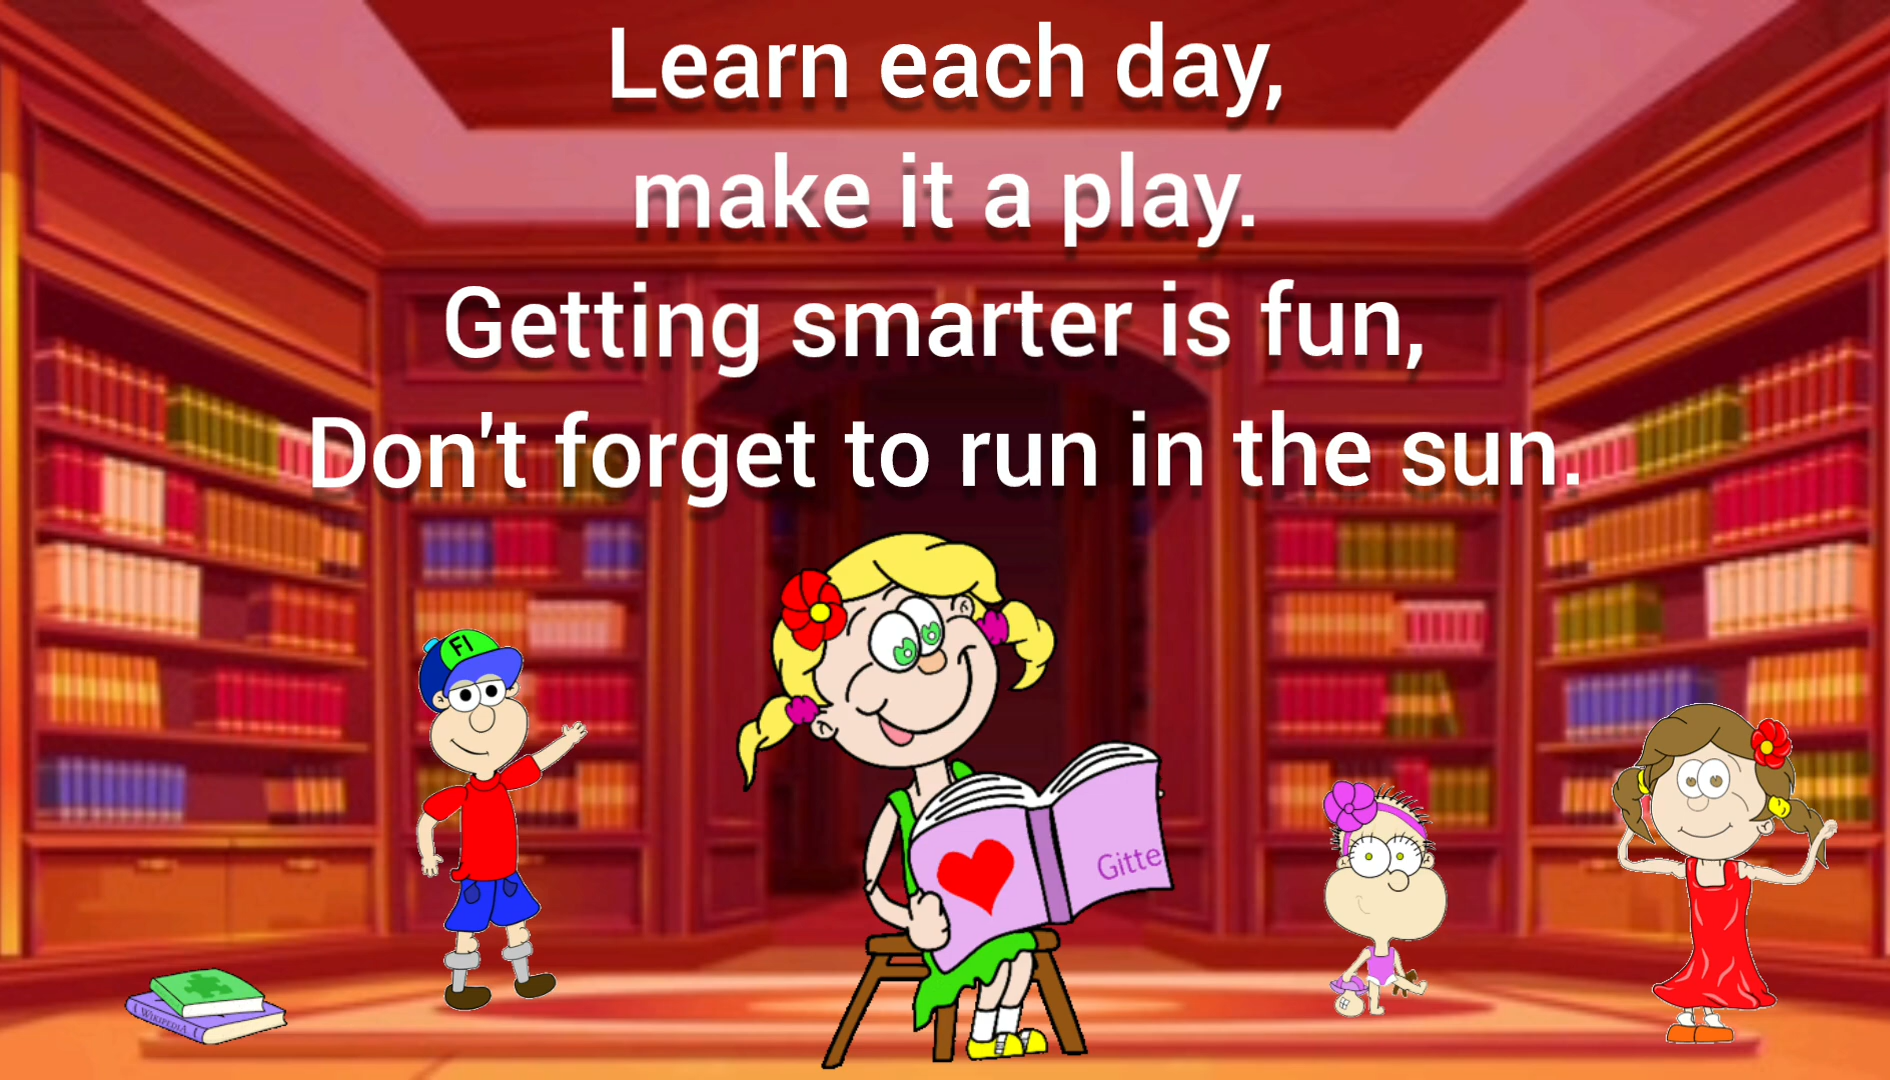 Learn each day,
make it a play.
Getting smarter is fun,
Don't forget to run in the sun.
FI
Gitte
WIKIPEDIA